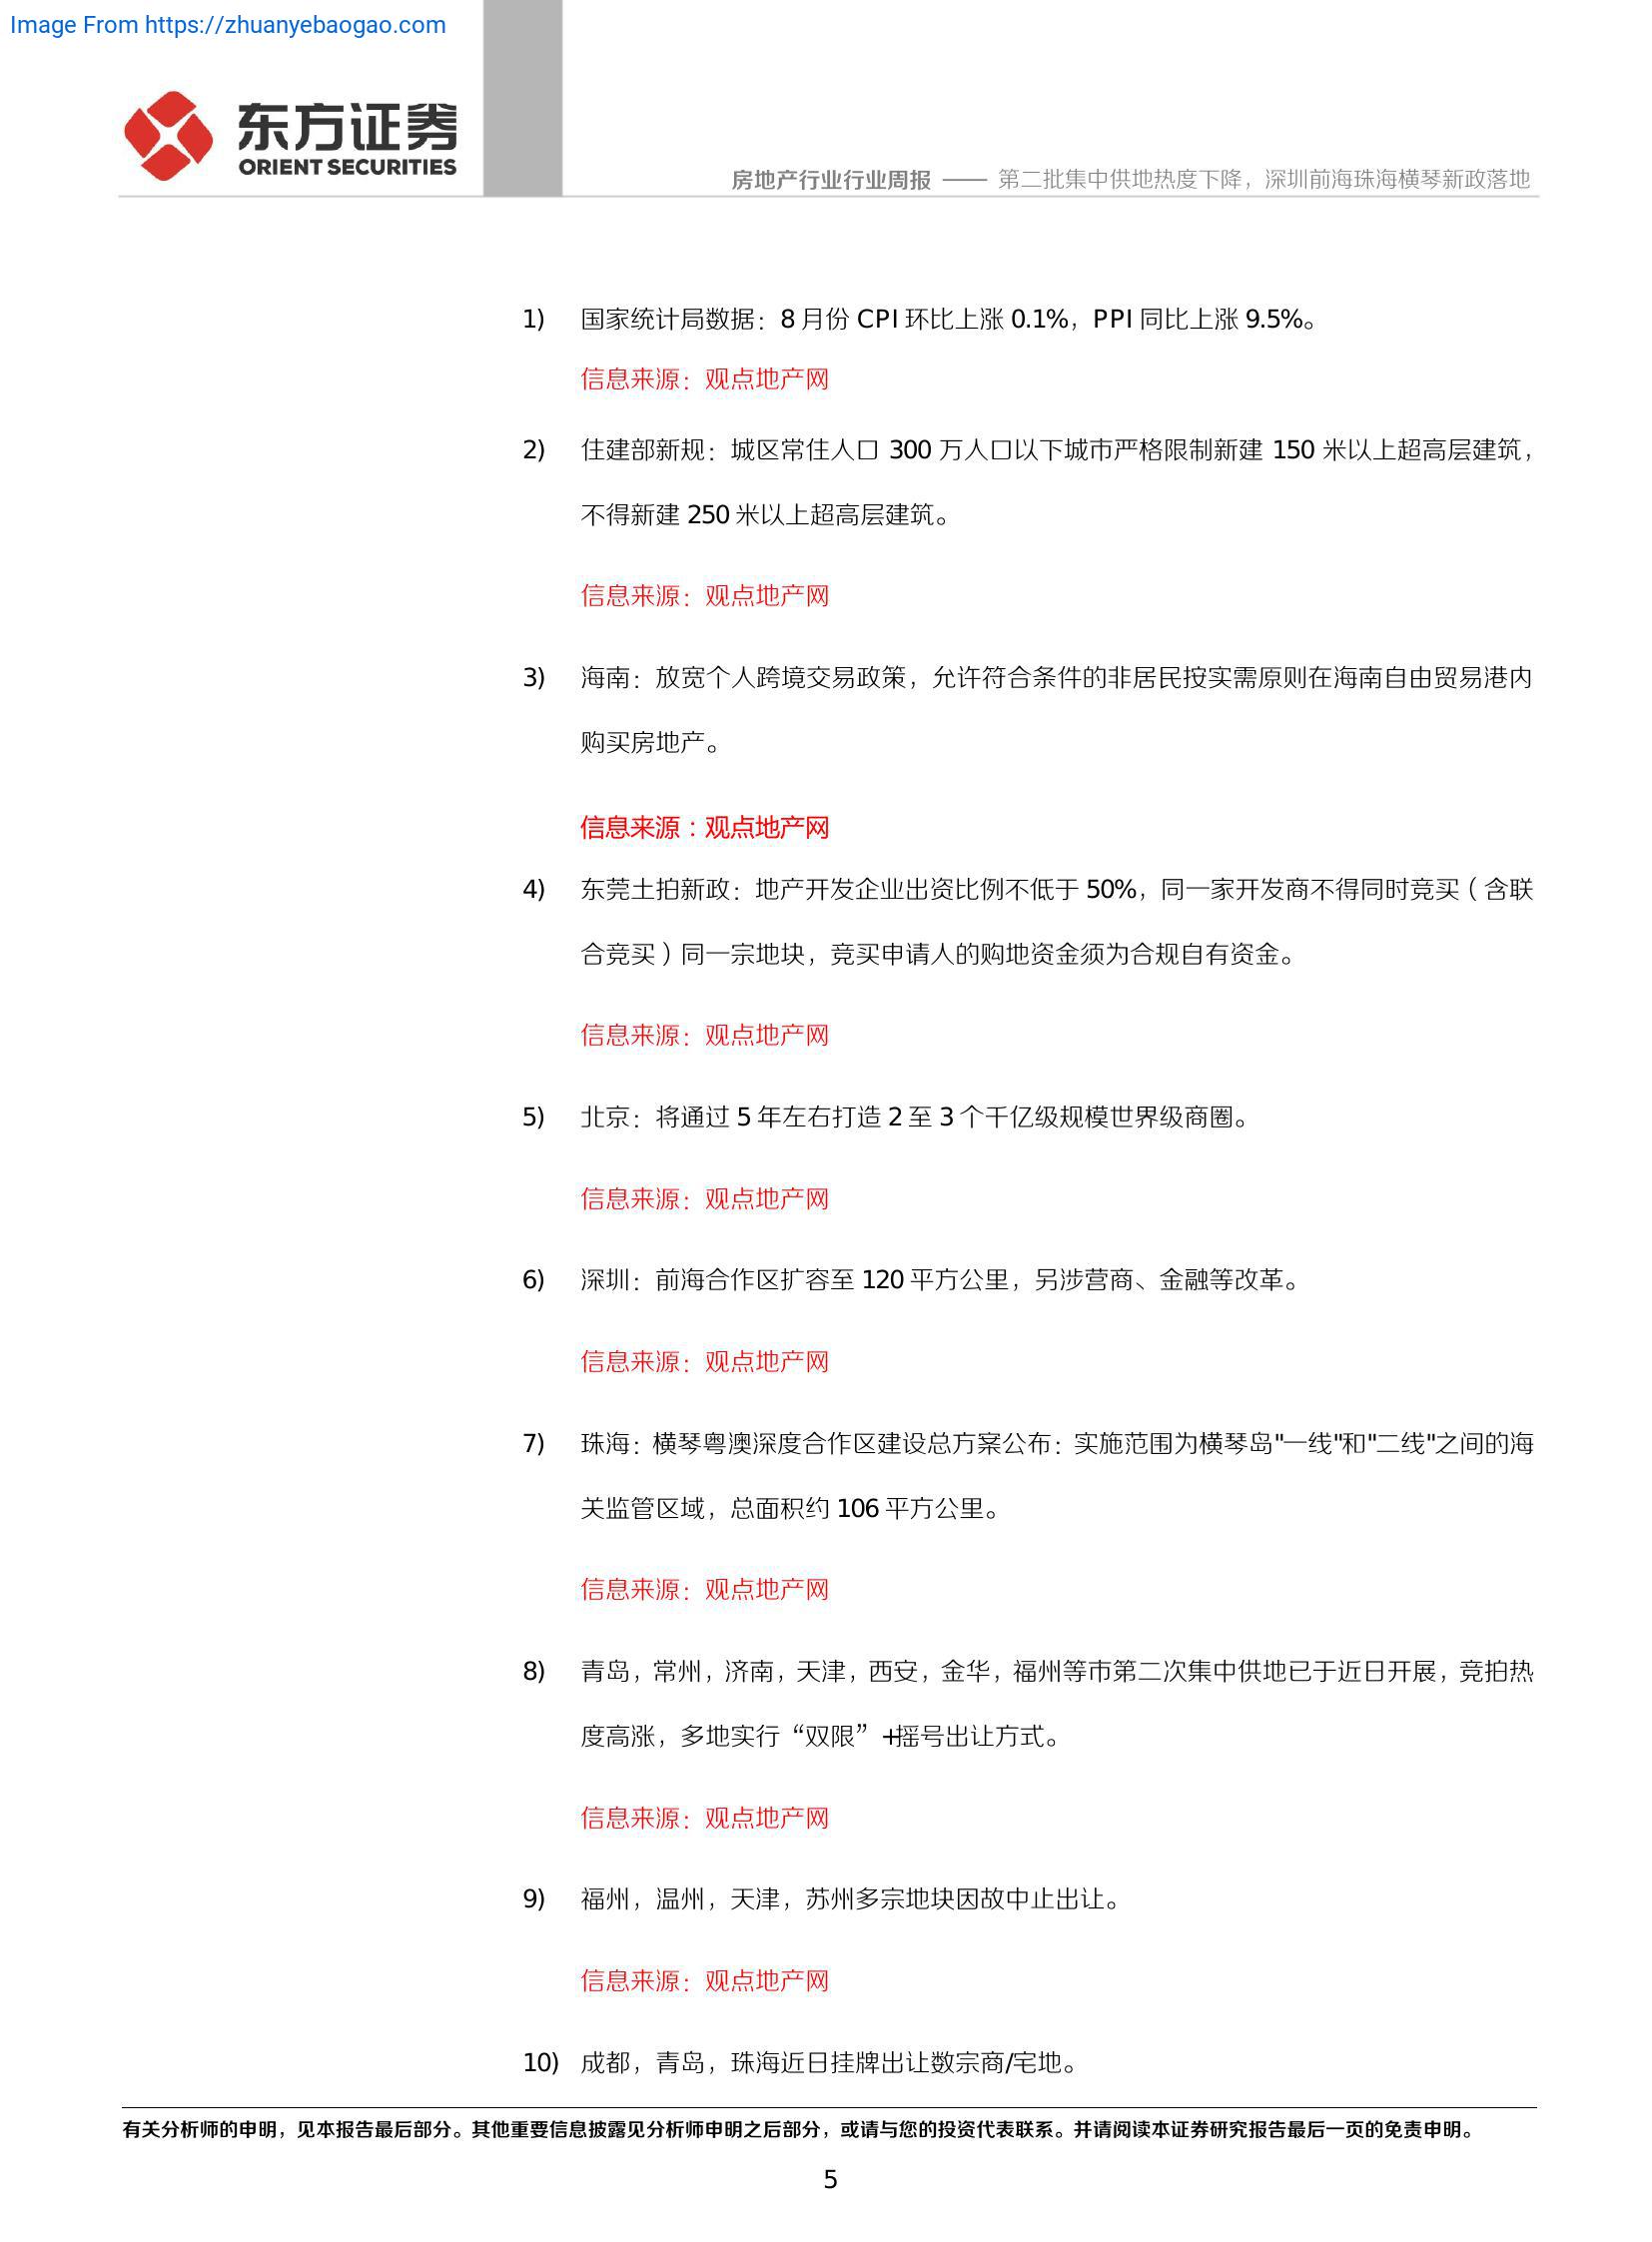 Image From https://zhuanyebaogao.com
东方证券
ORIENT SECURITIES
房地产行业行业周报 —— 第二批集中供地热度下降，深圳前海珠海横琴新政落地
1) 国家统计局数据：8 月份 CPI 环比上涨 0.1%，PPI 同比上涨 9.5%。
信息来源：观点地产网
2) 住建部新规：城区常住人口 300 万人口以下城市严格限制新建 150 米以上超高层建筑，
不得新建 250 米以上超高层建筑。
信息来源：观点地产网
3) 海南：放宽个人跨境交易政策，允许符合条件的非居民按实需原则在海南自由贸易港内
购买房地产。
信息来源：观点地产网
4) 东莞土拍新政：地产开发企业出资比例不低于 50%，同一家开发商不得同时竞买（含联
合竞买）同一宗地块，竞买申请人的购地资金须为合规自有资金。
信息来源：观点地产网
5) 北京：将通过 5 年左右打造 2 至 3 个千亿级规模世界级商圈。
信息来源：观点地产网
6) 深圳：前海合作区扩容至 120 平方公里，另涉营商、金融等改革。
信息来源：观点地产网
7) 珠海：横琴粤澳深度合作区建设总方案公布：实施范围为横琴岛"一线"和"二线"之间的海
关监管区域，总面积约 106 平方公里。
信息来源：观点地产网
8) 青岛，常州，济南，天津，西安，金华，福州等市第二次集中供地已于近日开展，竞拍热
度高涨，多地实行“双限”+摇号出让方式。
信息来源：观点地产网
9) 福州，温州，天津，苏州多宗地块因故中止出让。
信息来源：观点地产网
10) 成都，青岛，珠海近日挂牌出让数宗商/宅地。
有关分析师的申明，见本报告最后部分。其他重要信息披露见分析师申明之后部分，或请与您的投资代表联系。并请阅读本证券研究报告最后一页的免责申明。
5